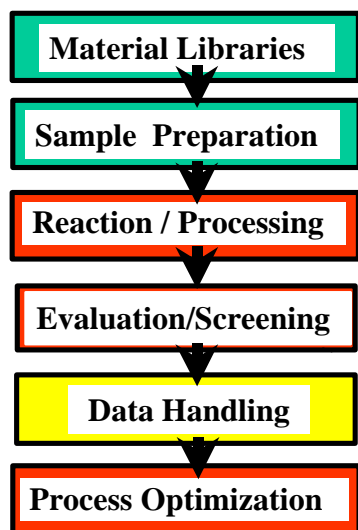 Material Libraries
Sample Preparation
Reaction / Processing
Evaluation/Screening
Data Handling
Process Optimization